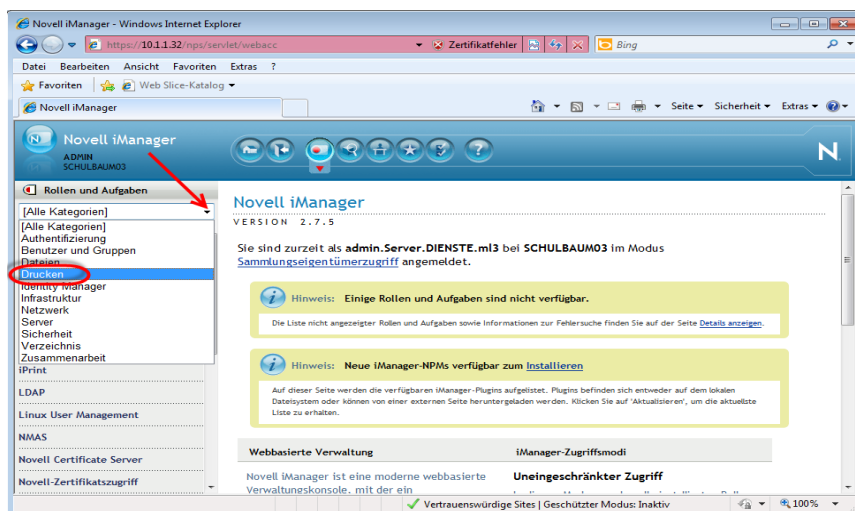 Novell iManager - Windows Internet Explorer
https://10.1.1.32/nps/servlet/webacc
Zertifikatfehler
Bing
Datei Bearbeiten Ansicht Favoriten Extras ?
Favoriten Web Slice-Katalog
Novell iManager
Seite Sicherheit Extras
Novell iManager
ADMIN
SCHULBAUM03
N
Rollen und Aufgaben
[Alle Kategorien]
[Alle Kategorien]
Authentifizierung
Benutzer und Gruppen
Dateien
Drucken
Identity Manager
Infrastruktur
Netzwerk
Server
Sicherheit
Verzeichnis
Zusammenarbeit
iPrint
LDAP
Linux User Management
NMAS
Novell Certificate Server
Novell-Zertifikatszugriff
Novell iManager
VERSION 2.7.5
Sie sind zurzeit als admin.Server.DIENSTE.ml3 bei SCHULBAUM03 im Modus
Sammlungseigentümerzugriff angemeldet.
Hinweis: Einige Rollen und Aufgaben sind nicht verfügbar.
Die Liste nicht angezeigter Rollen und Aufgaben sowie Informationen zur Fehlersuche finden Sie auf der Seite Details anzeigen.
Hinweis: Neue iManager-NPMs verfügbar zum Installieren
Auf dieser Seite werden die verfügbaren iManager-Plugins aufgelistet. Plugins befinden sich entweder auf dem lokalen
Dateisystem oder können von einer externen Seite heruntergeladen werden. Klicken Sie auf 'Aktualisieren', um die aktuellste
Liste zu erhalten.
Webbasierte Verwaltung
iManager-Zugriffsmodi
Novell iManager ist eine moderne webbasierte
Verwaltungskonsole, mit der ein
Uneingeschränkter Zugriff
Vertrauenswürdige Sites | Geschützter Modus: Inaktiv
100%